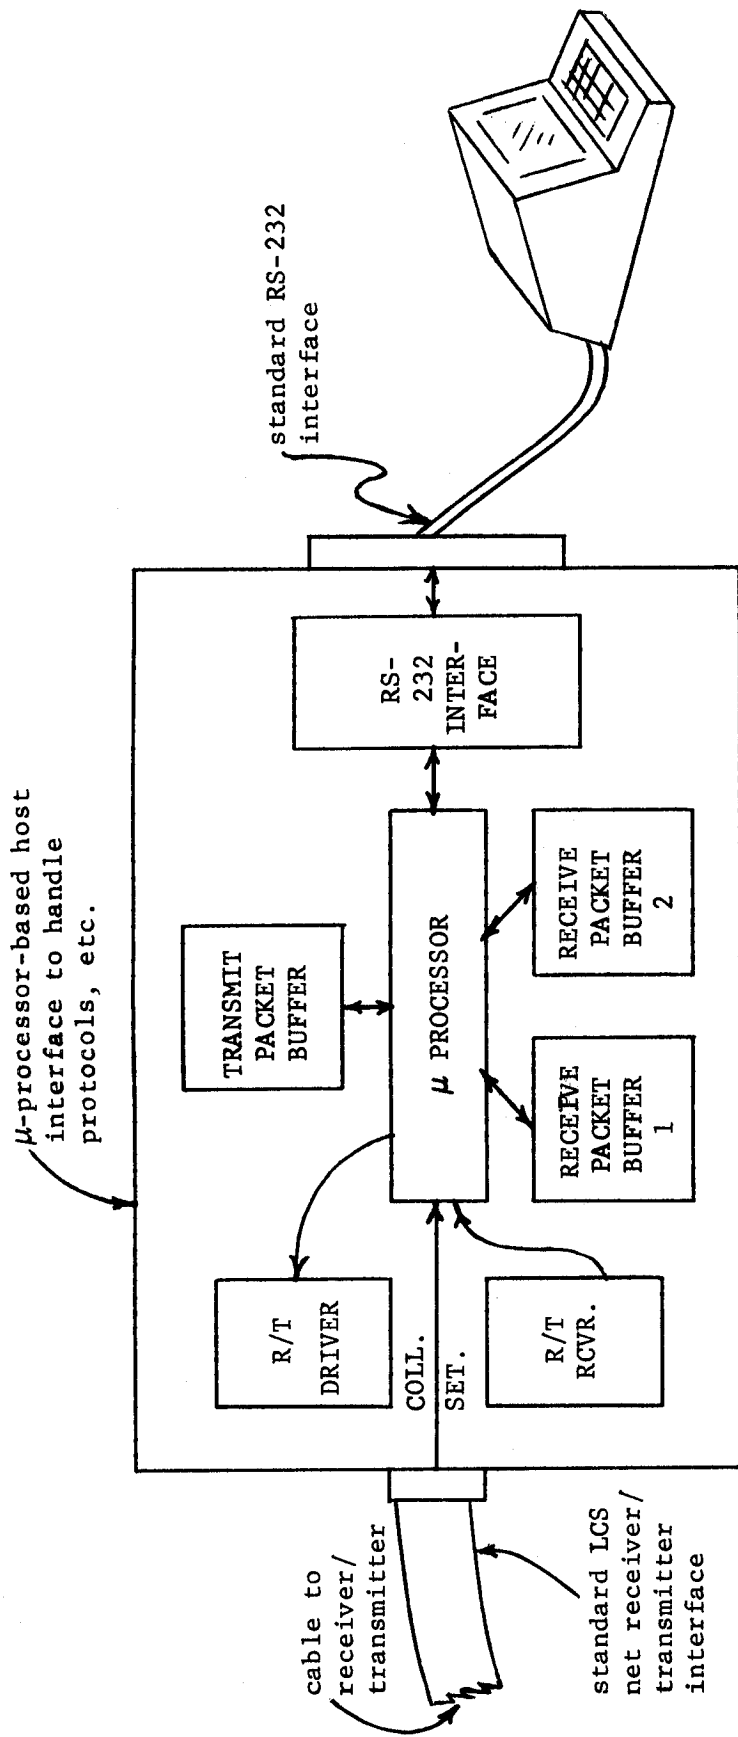 μ-processor-based host
interface to handle
protocols, etc.
standard RS-232
interface
TRANSMIT
PACKET
BUFFER
R/T
DRIVER
COLL.
SET.
μ PROCESSOR
RS-
232
INTER-
FACE
R/T
RCVR.
RECEIVE
PACKET
BUFFER
1
RECEIVE
PACKET
BUFFER
2
cable to
receiver/
transmitter
standard LCS
net receiver/
transmitter
interface